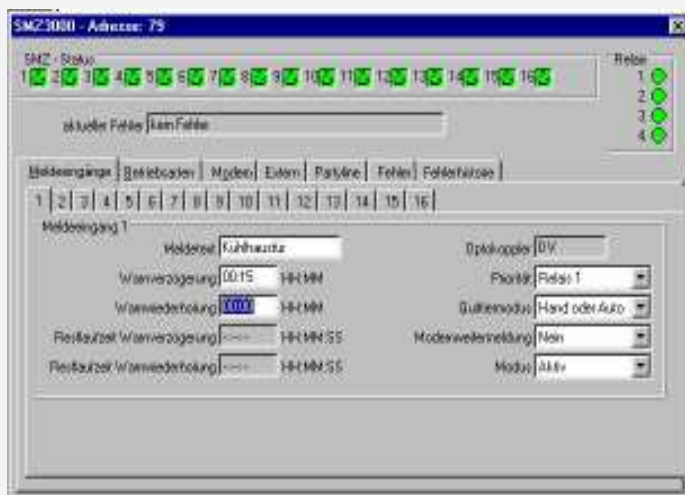 SMZ3000 - Adresse: 79
SMZ - Status
Relais
1 2 3 4 5 6 7 8 9 10 11 12 13 14 15 16
1
2
3
4
aktueller Fehler kein Fehler
Meldeeingänge Betriebsarten Modem Extern Partyline Fehler Fehlerhistorie
1 2 3 4 5 6 7 8 9 10 11 12 13 14 15 16
Meldeeingang 1
Meldetext Kühlhaustür Optokoppler 0 V
Warnverzögerung 00:15 HH:MM Priorität Relais 1
Warnwiederholung 00:00 HH:MM Quittiermodus Hand oder Auto
Restlaufzeit Warnverzögerung --:--:-- HH:MM:SS Modemweitermeldung Nein
Restlaufzeit Warnwiederholung --:--:-- HH:MM:SS Modus Aktiv